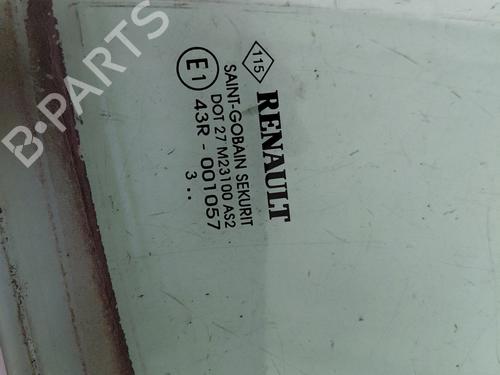 B-PARTS
115
RENAULT
E1
SAINT-GOBAIN SEKURIT
DOT 27 M23100 AS2
43R - 001057
3 ..